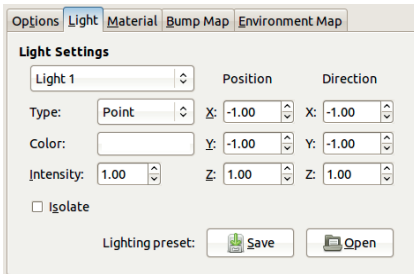 Options Light Material Bump Map Environment Map
Light Settings
Light 1 Position Direction
Type: Point X: -1.00 X: -1.00
Color: Y: -1.00 Y: -1.00
Intensity: 1.00 Z: 1.00 Z: 1.00
Isolate
Lighting preset: Save Open